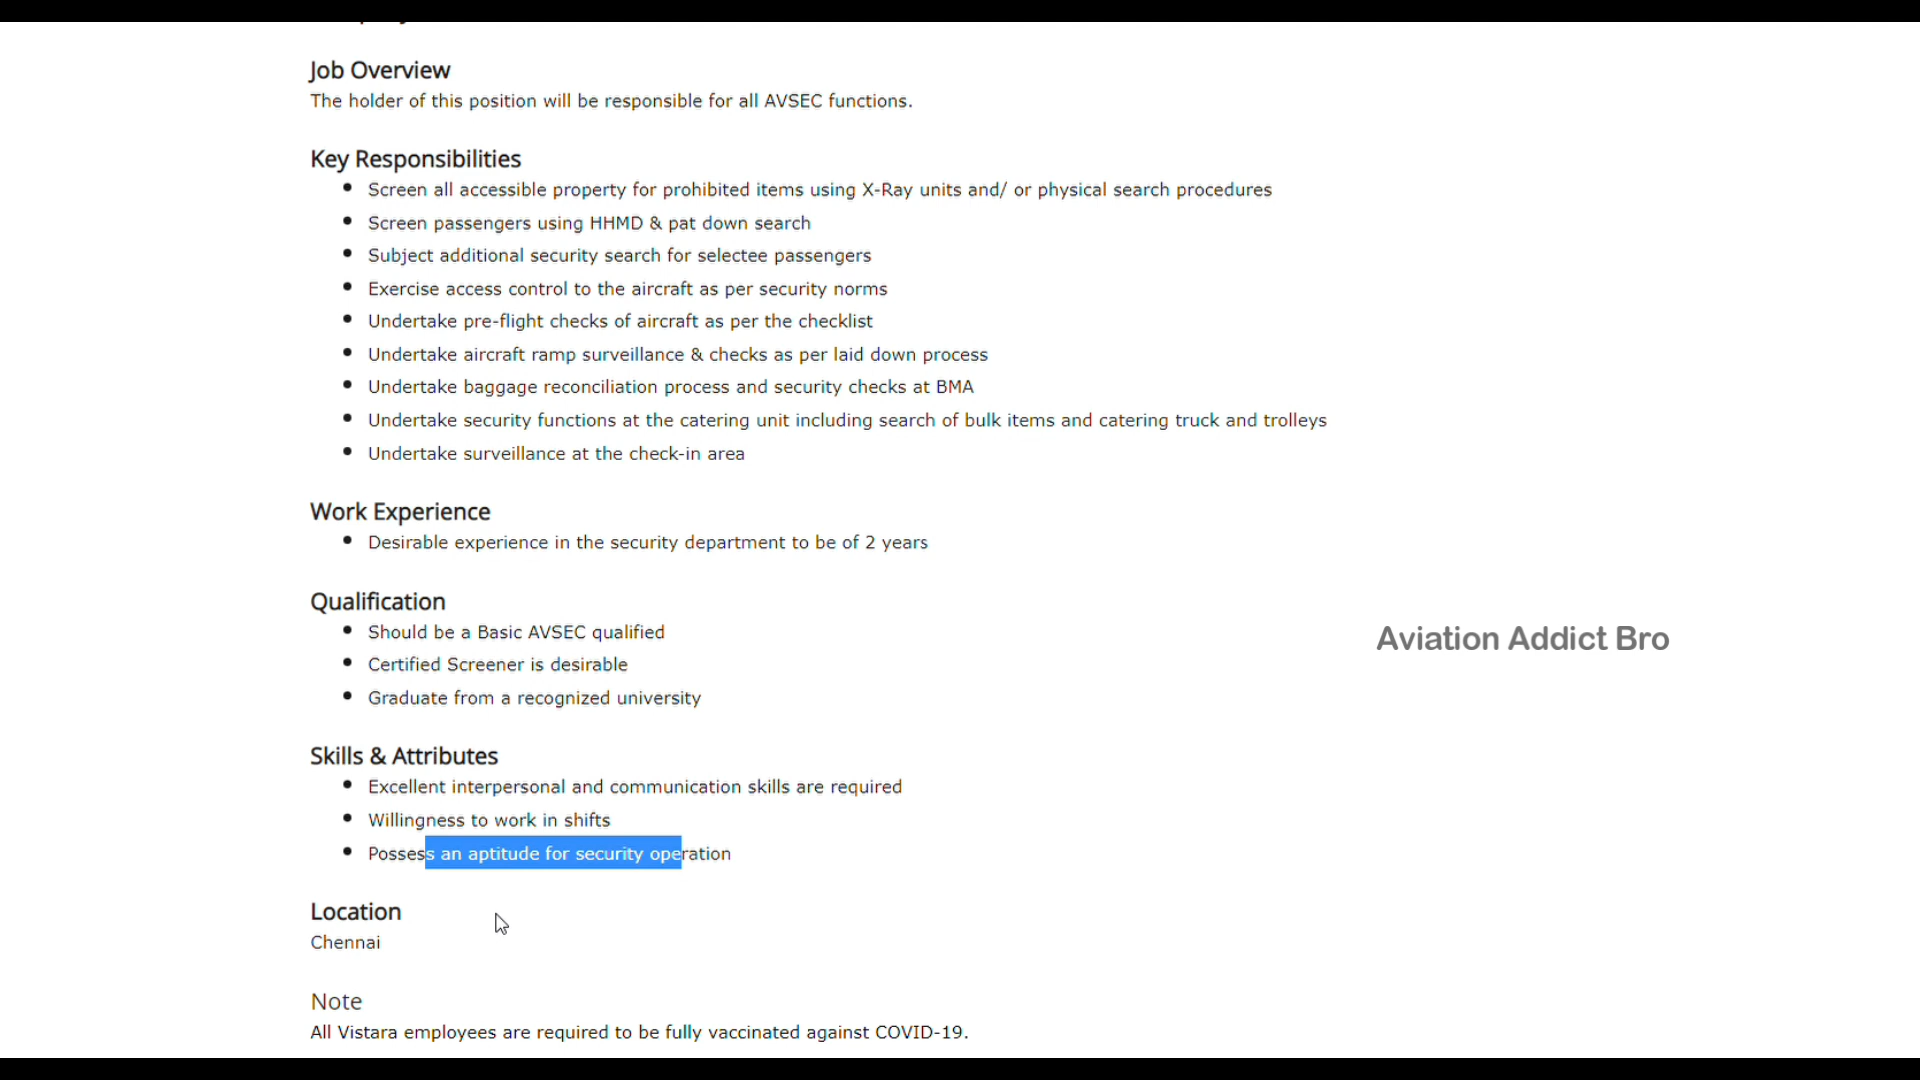 Job Overview
The holder of this position will be responsible for all AVSEC functions.
Key Responsibilities
Screen all accessible property for prohibited items using X-Ray units and/ or physical search procedures
Screen passengers using HHMD & pat down search
Subject additional security search for selectee passengers
Exercise access control to the aircraft as per security norms
Undertake pre-flight checks of aircraft as per the checklist
Undertake aircraft ramp surveillance & checks as per laid down process
Undertake baggage reconciliation process and security checks at BMA
Undertake security functions at the catering unit including search of bulk items and catering truck and trolleys
Undertake surveillance at the check-in area
Work Experience
Desirable experience in the security department to be of 2 years
Qualification
Should be a Basic AVSEC qualified
Aviation Addict Bro
Certified Screener is desirable
Graduate from a recognized university
Skills & Attributes
Excellent interpersonal and communication skills are required
Willingness to work in shifts
Possess an aptitude for security operation
Location
Chennai
Note
All Vistara employees are required to be fully vaccinated against COVID-19.